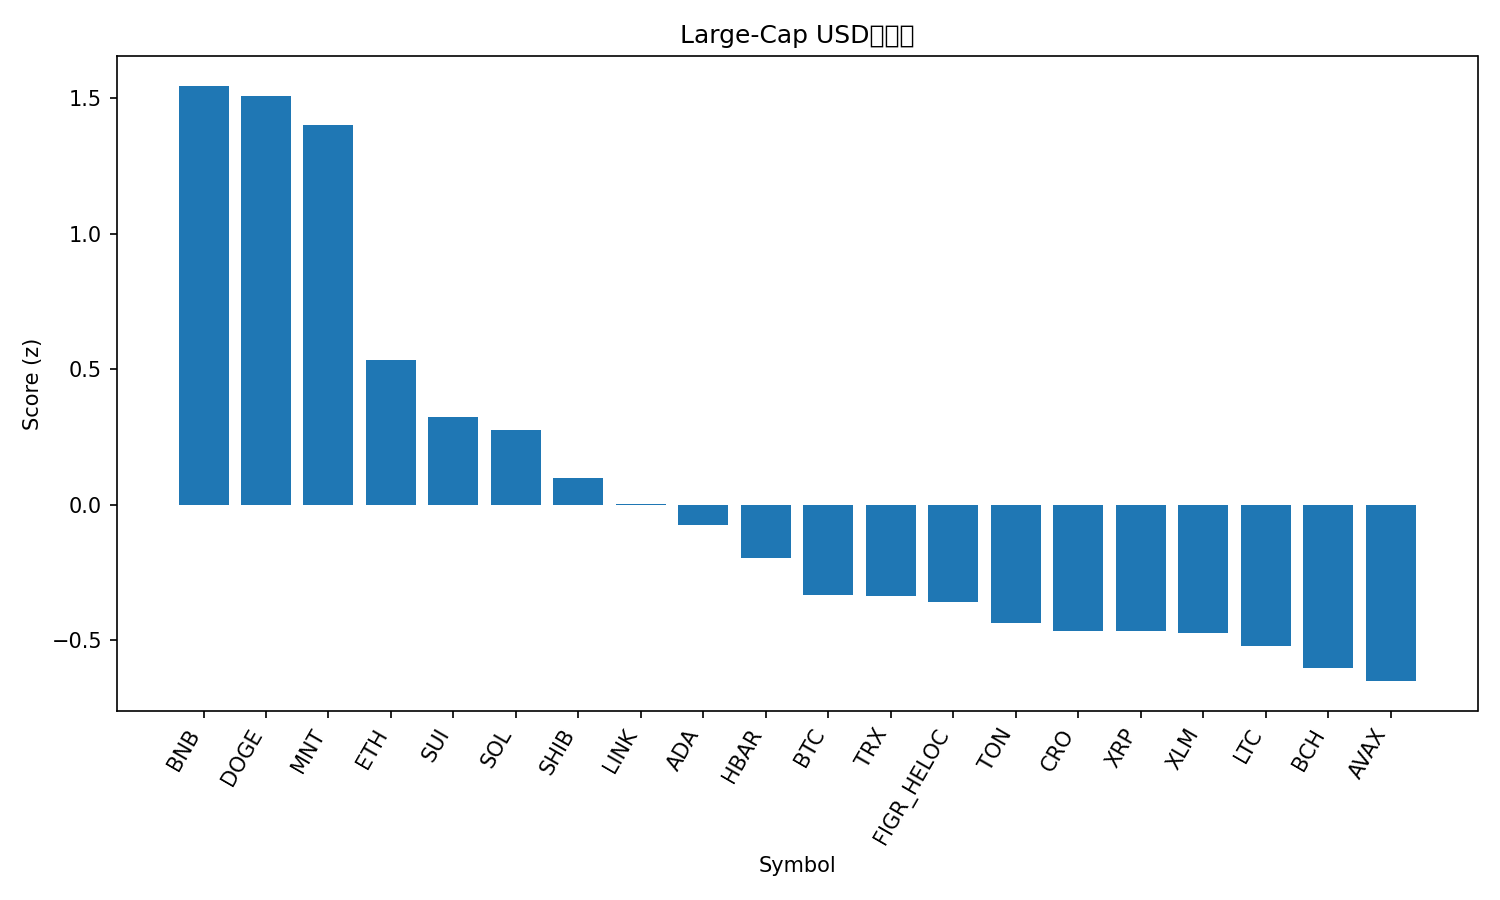 Large-Cap USD
Score (z)
1.5
1.0
0.5
0.0
−0.5
BNB
DOGE
MNT
ETH
SUI
SOL
SHIB
LINK
ADA
HBAR
BTC
TRX
FIGR_HELOC
TON
CRO
XRP
XLM
LTC
BCH
AVAX
Symbol